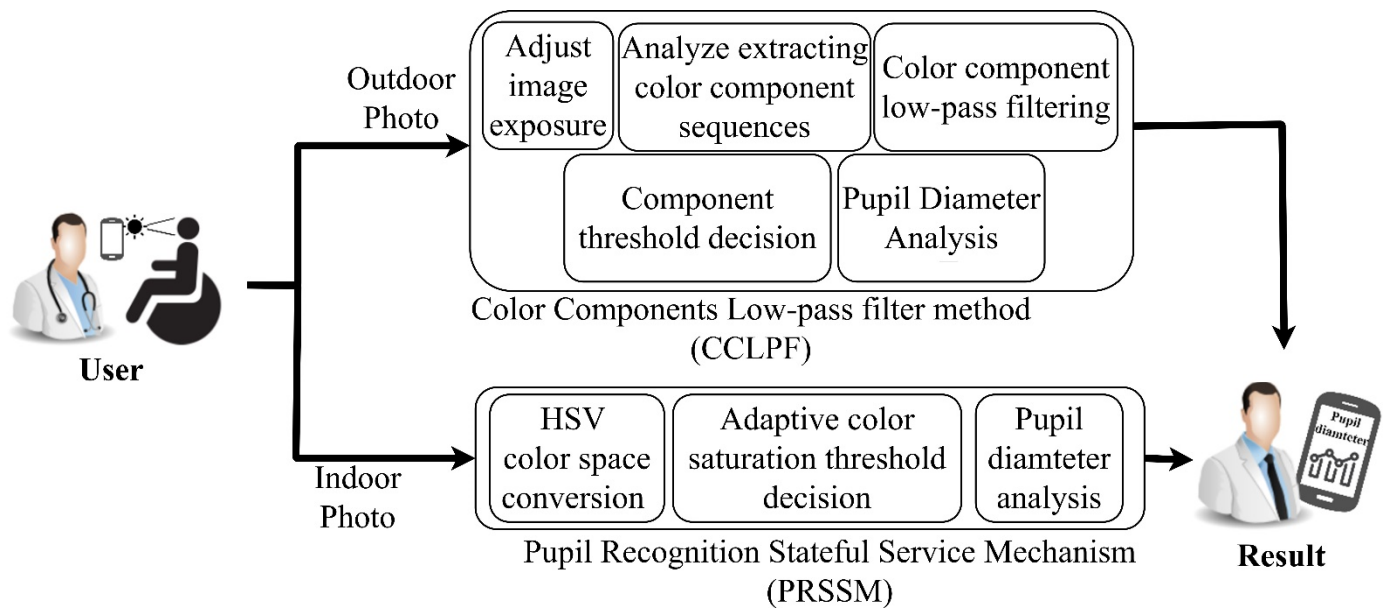 Outdoor
Photo
Adjust
image
exposure
Analyze extracting
color component
sequences
Color component
low-pass filtering
Component
threshold decision
Pupil Diameter
Analysis
Color Components Low-pass filter method
(CCLPF)
User
Indoor
Photo
HSV
color space
conversion
Adaptive color
saturation threshold
decision
Pupil
diamteter
analysis
Pupil Recognition Stateful Service Mechanism
(PRSSM)
Pupil
diamteter
Result